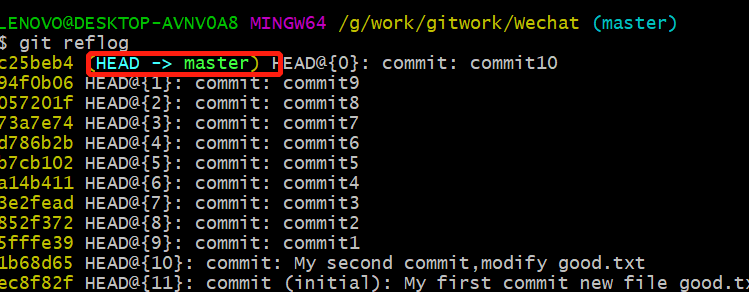 LENOVO@DESKTOP-AVNV0A8 MINGW64 /g/work/gitwork/Wechat (master)
$ git reflog
c25beb4 (HEAD -> master) HEAD@{0}: commit: commit10
94f0b06 HEAD@{1}: commit: commit9
057201f HEAD@{2}: commit: commit8
73a7e74 HEAD@{3}: commit: commit7
d786b2b HEAD@{4}: commit: commit6
b7cb102 HEAD@{5}: commit: commit5
a14b411 HEAD@{6}: commit: commit4
3e2fead HEAD@{7}: commit: commit3
852f372 HEAD@{8}: commit: commit2
5fffe39 HEAD@{9}: commit: commit1
1b68d65 HEAD@{10}: commit: My second commit,modify good.txt
ec8f82f HEAD@{11}: commit (initial): My first commit new file good.tx